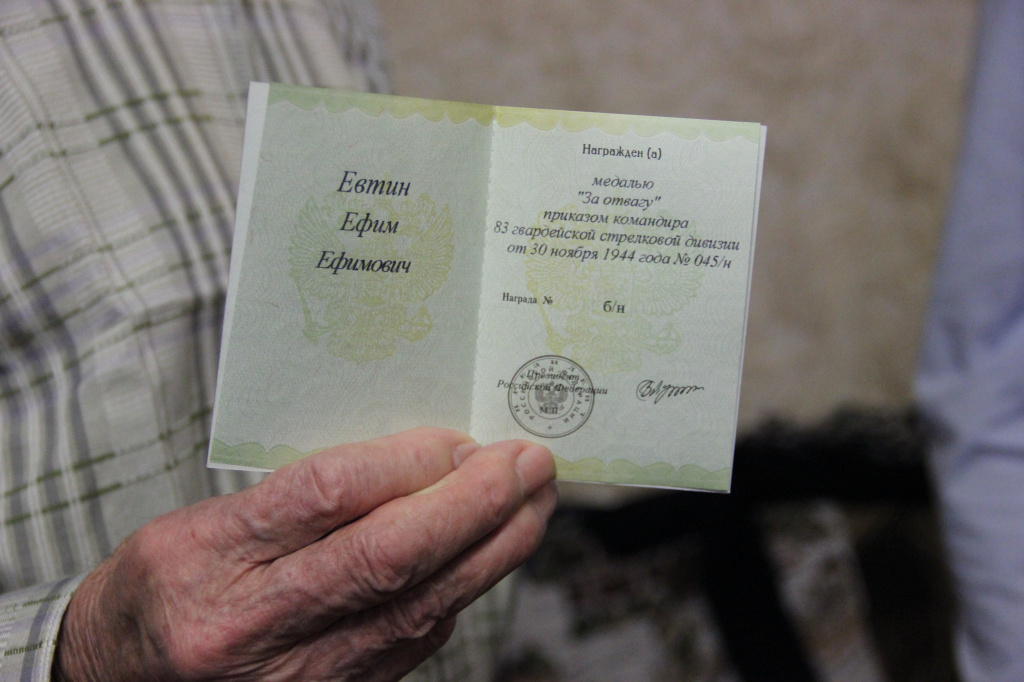 Евтин
Ефим
Ефимович
Награжден (а)
медалью
"За отвагу"
приказом командира
83 гвардейской стрелковой дивизии
от 30 ноября 1944 года № 045/н
Награда № б/н
Президент
Российской Федерации
М.П.